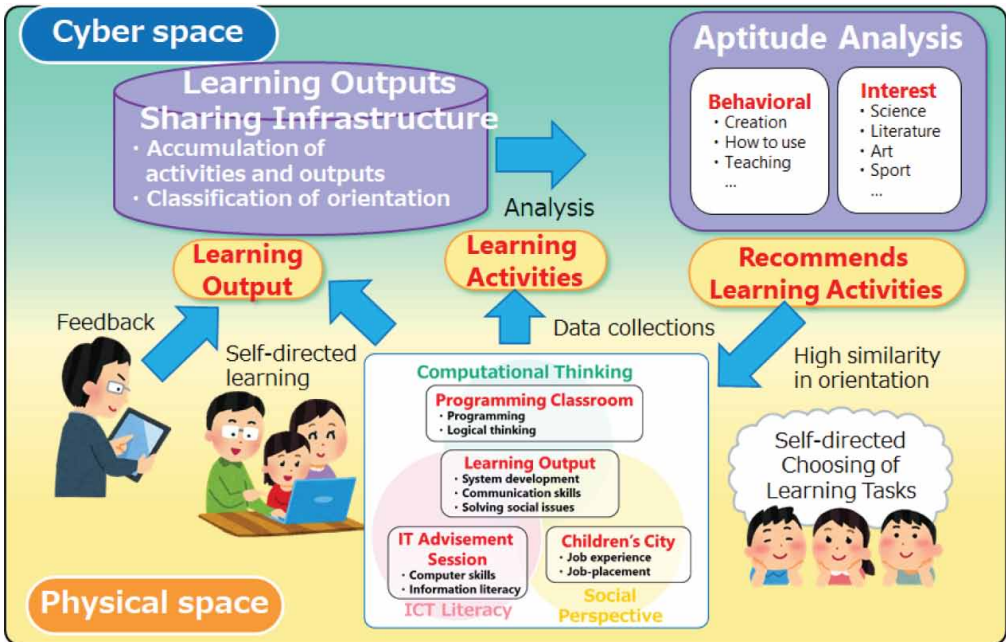 Cyber space
Learning Outputs
Sharing Infrastructure
・Accumulation of
activities and outputs
・Classification of orientation
Analysis
Aptitude Analysis
Behavioral
・Creation
・How to use
・Teaching
...
Interest
・Science
・Literature
・Art
・Sport
...
Learning
Output
Learning
Activities
Recommends
Learning Activities
Feedback
Self-directed
learning
Data collections
High similarity
in orientation
Computational Thinking
Programming Classroom
・Programming
・Logical thinking
Learning Output
・System development
・Communication skills
・Solving social issues
IT Advisement
Session
・Computer skills
・Information literacy
ICT Literacy
Children's City
・Job experience
・Job-placement
Social
Perspective
Self-directed
Choosing of
Learning Tasks
Physical space